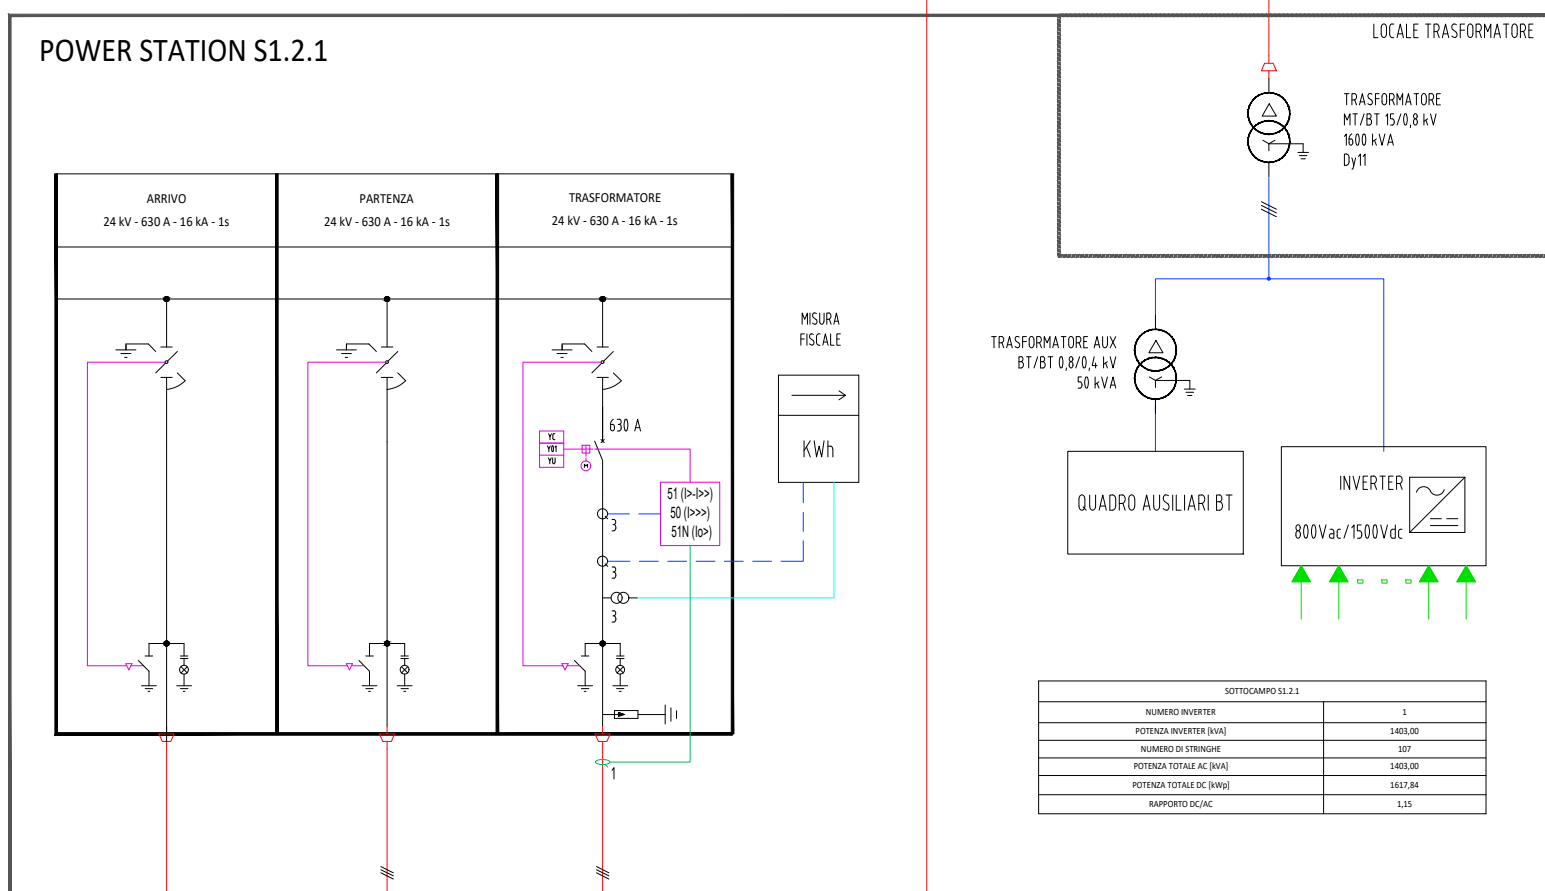 POWER STATION S1.2.1
LOCALE TRASFORMATORE
TRASFORMATORE
MT/BT 15/0,8 kV
1600 kVA
Dy11
ARRIVO
24 kV - 630 A - 16 kA - 1s
PARTENZA
24 kV - 630 A - 16 kA - 1s
TRASFORMATORE
24 kV - 630 A - 16 kA - 1s
MISURA
FISCALE
KWh
TRASFORMATORE AUX
BT/BT 0,8/0,4 kV
50 kVA
630 A
YC
YO1
YU
M
51 (I>-I>>)
50 (I>>>)
51N (Io>)
3
3
3
1
QUADRO AUSILIARI BT
INVERTER
800Vac/1500Vdc
SOTTOCAMPO S1.2.1
NUMERO INVERTER 1
POTENZA INVERTER [kVA] 1403,00
NUMERO DI STRINGHE 107
POTENZA TOTALE AC [kVA] 1403,00
POTENZA TOTALE DC [kWp] 1617,84
RAPPORTO DC/AC 1,15